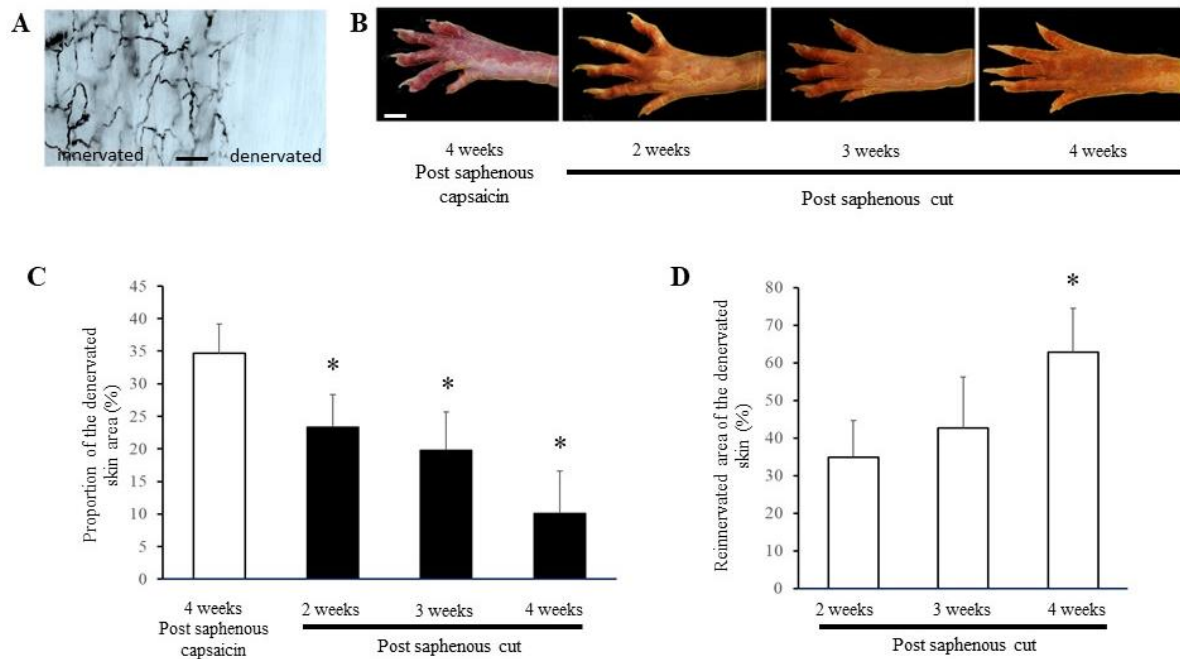 A
innervated
denervated
B
4 weeks
Post saphenous
capsaicin
2 weeks
3 weeks
4 weeks
Post saphenous cut
C
Proportion of the denervated
skin area (%)
45
40
35
30
25
20
15
10
5
0
*
*
*
4 weeks
Post saphenous
capsaicin
2 weeks
3 weeks
4 weeks
Post saphenous cut
D
Reinnervated area of the denervated
skin (%)
80
70
60
50
40
30
20
10
0
*
2 weeks
3 weeks
4 weeks
Post saphenous cut